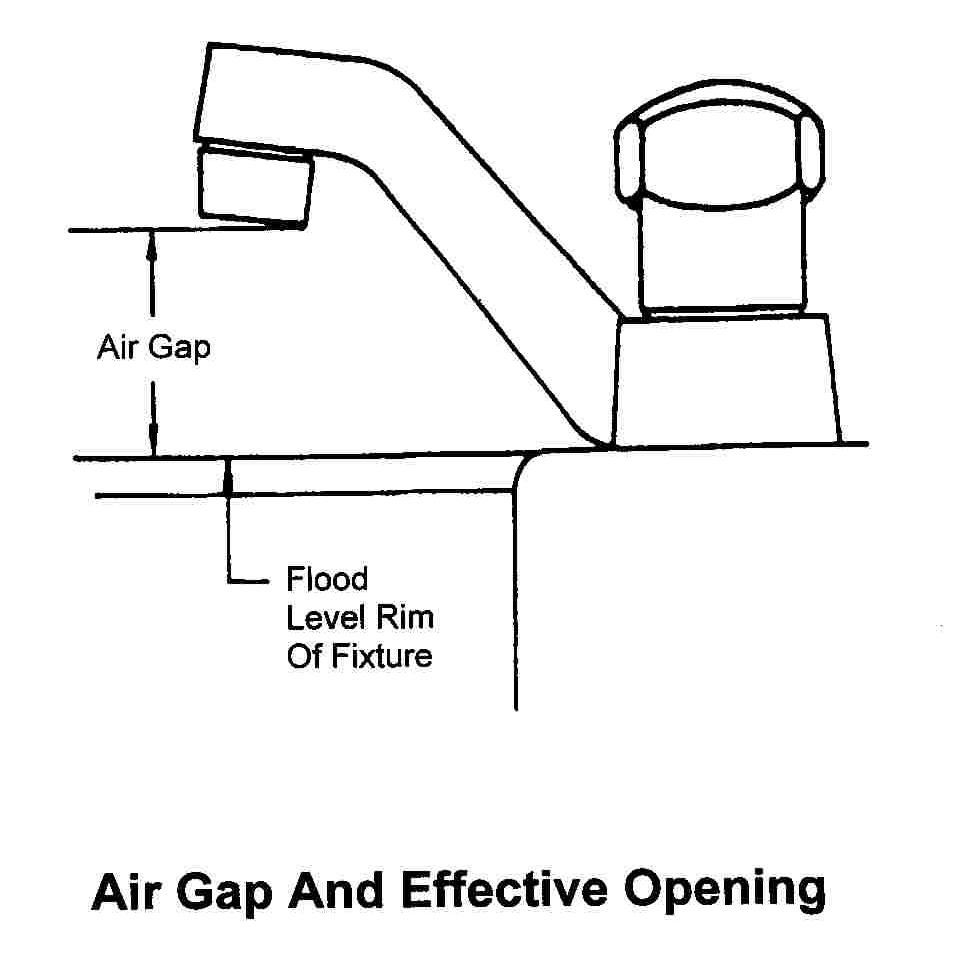 Air Gap
Flood
Level Rim
Of Fixture
Air Gap And Effective Opening